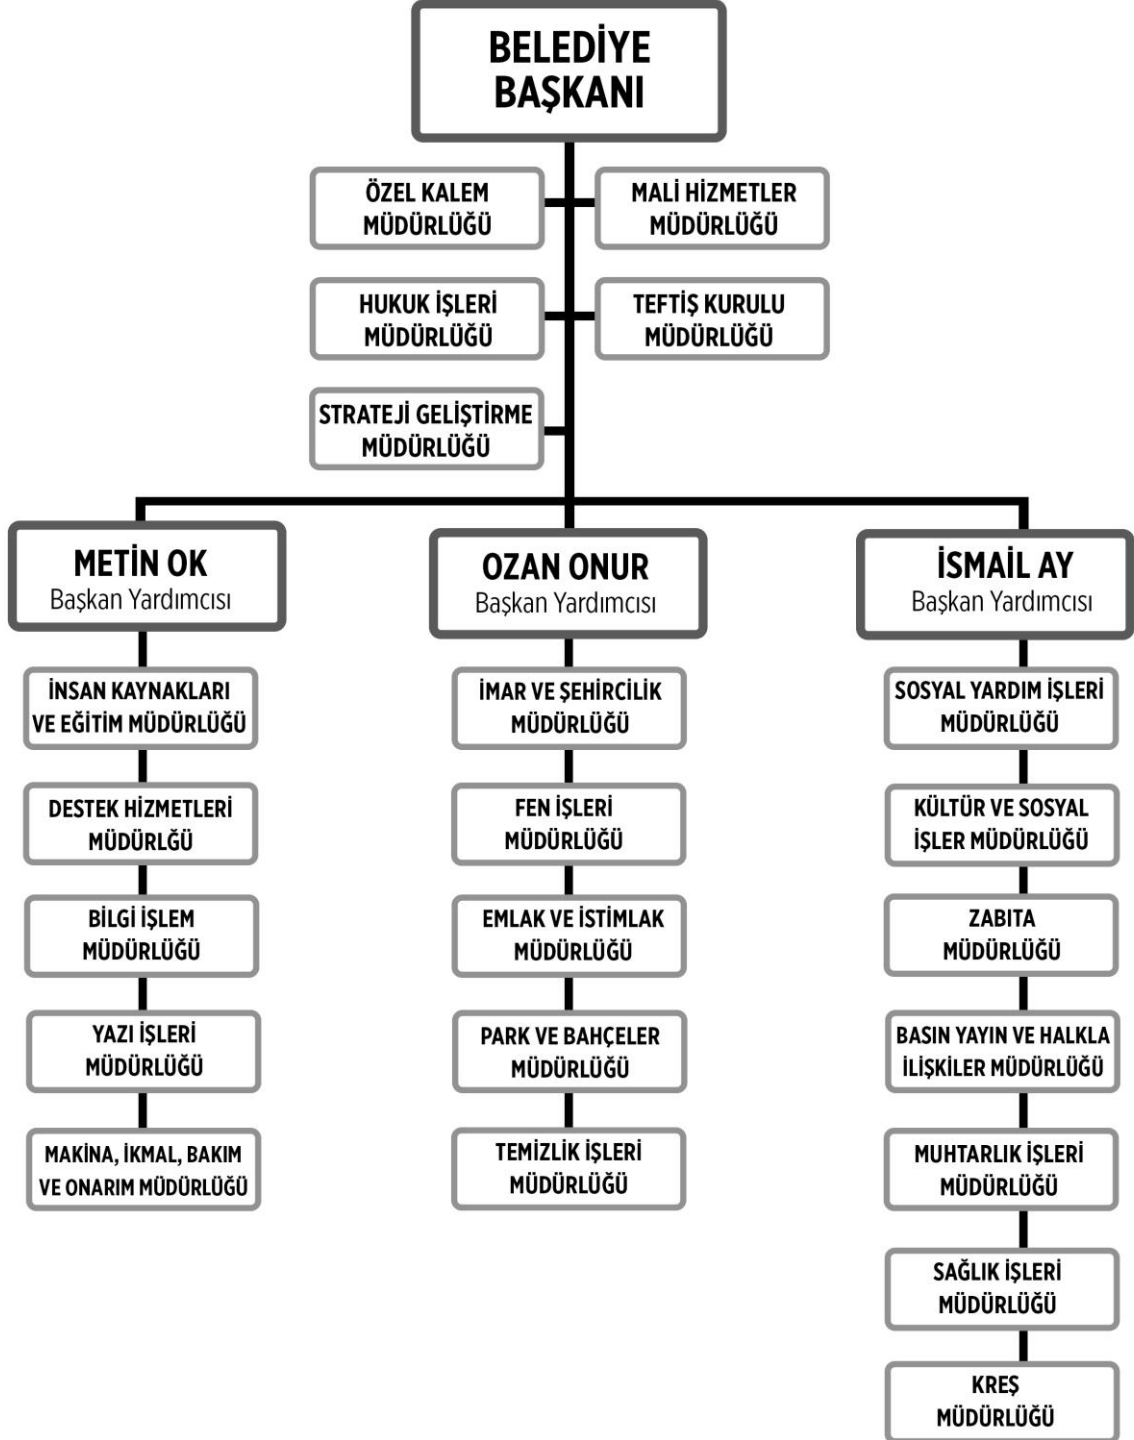 BELEDİYE
BAŞKANI
ÖZEL KALEM
MÜDÜRLÜĞÜ
MALİ HİZMETLER
MÜDÜRLÜĞÜ
HUKUK İŞLERİ
MÜDÜRLÜĞÜ
TEFTİŞ KURULU
MÜDÜRLÜĞÜ
STRATEJİ GELİŞTİRME
MÜDÜRLÜĞÜ
METİN OK
Başkan Yardımcısı
İNSAN KAYNAKLARI
VE EĞİTİM MÜDÜRLÜĞÜ
DESTEK HİZMETLERİ
MÜDÜRLĞÜ
BİLGİ İŞLEM
MÜDÜRLÜĞÜ
YAZI İŞLERİ
MÜDÜRLÜĞÜ
MAKİNA, İKMAL, BAKIM
VE ONARIM MÜDÜRLÜĞÜ
OZAN ONUR
Başkan Yardımcısı
İMAR VE ŞEHİRCİLİK
MÜDÜRLÜĞÜ
FEN İŞLERİ
MÜDÜRLÜĞÜ
EMLAK VE İSTİMLAK
MÜDÜRLÜĞÜ
PARK VE BAHÇELER
MÜDÜRLÜĞÜ
TEMİZLİK İŞLERİ
MÜDÜRLÜĞÜ
İSMAİL AY
Başkan Yardımcısı
SOSYAL YARDIM İŞLERİ
MÜDÜRLÜĞÜ
KÜLTÜR VE SOSYAL
İŞLER MÜDÜRLÜĞÜ
ZABITA
MÜDÜRLÜĞÜ
BASIN YAYIN VE HALKLA
İLİŞKİLER MÜDÜRLÜĞÜ
MUHTARLIK İŞLERİ
MÜDÜRLÜĞÜ
SAĞLIK İŞLERİ
MÜDÜRLÜĞÜ
KREŞ
MÜDÜRLÜĞÜ